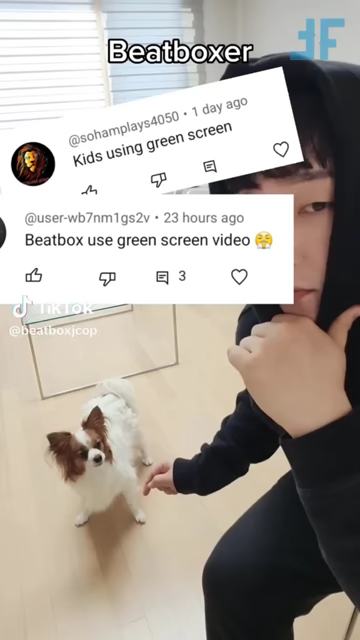 Beatboxer
@sohamplays4050 • 1 day ago
Kids using green screen
@user-wb7nm1gs2v • 23 hours ago
Beatbox use green screen video 😤
3
TikTok
@beatboxjcop